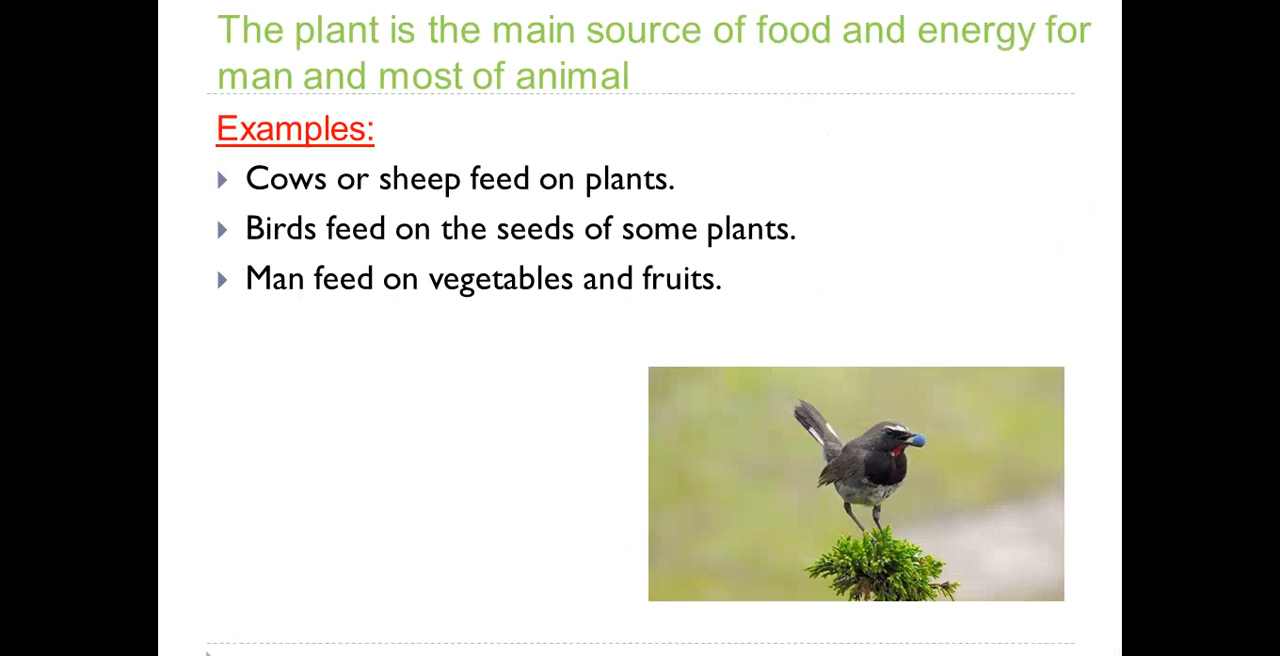 The plant is the main source of food and energy for
man and most of animal
Examples:
Cows or sheep feed on plants.
Birds feed on the seeds of some plants.
Man feed on vegetables and fruits.